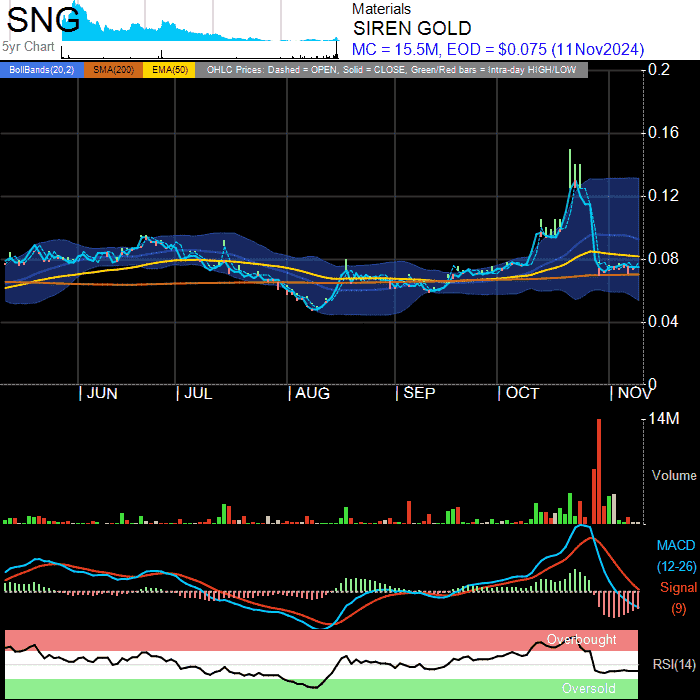 SNG
5yr Chart
Materials
SIREN GOLD
MC = 15.5M, EOD = $0.075 (11Nov2024)
BollBands(20,2) SMA(200) EMA(50) OHLC Prices: Dashed = OPEN, Solid = CLOSE, Green/Red bars = Intra-day HIGH/LOW
0.2
0.16
0.12
0.08
0.04
0
JUN JUL AUG SEP OCT NOV
14M
Volume
MACD
(12-26)
Signal
(9)
Overbought
RSI(14)
Oversold